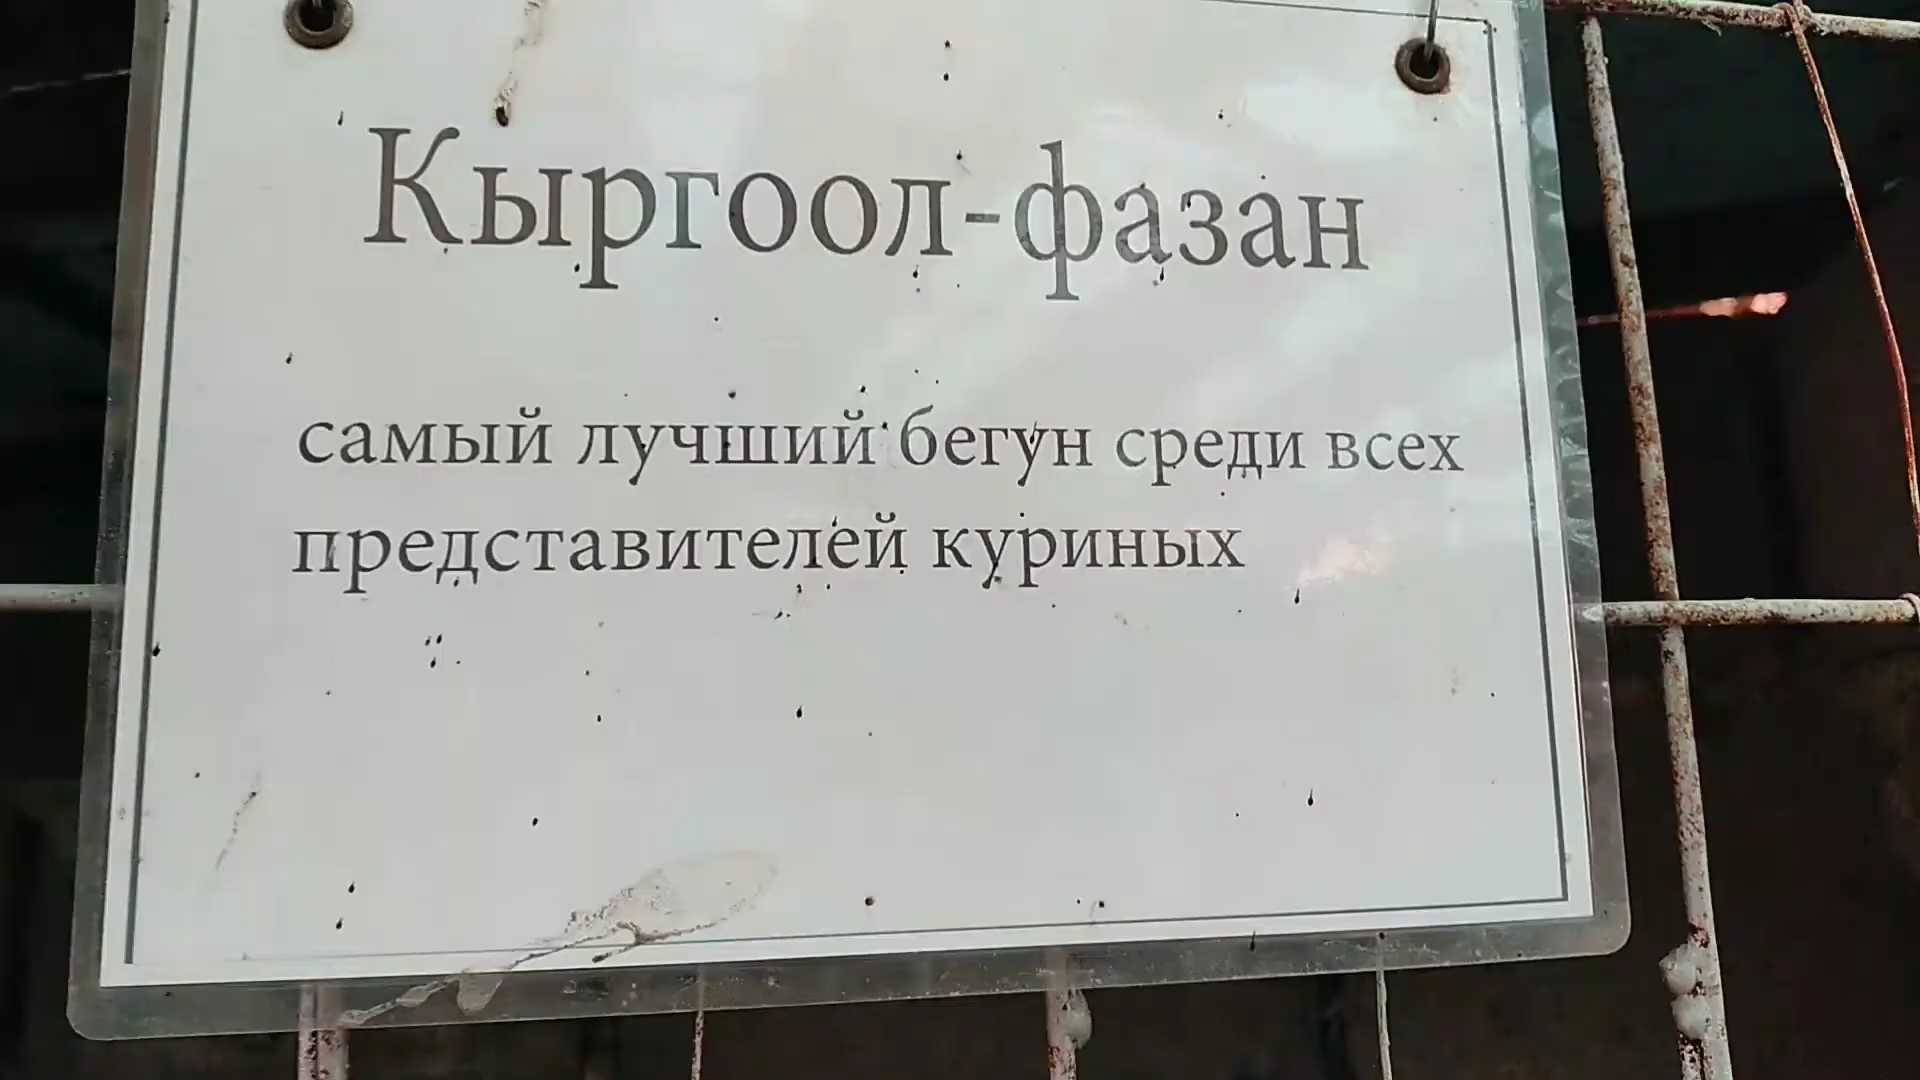 Кыргоол-фазан
самый лучший бегун среди всех
представителей куриных